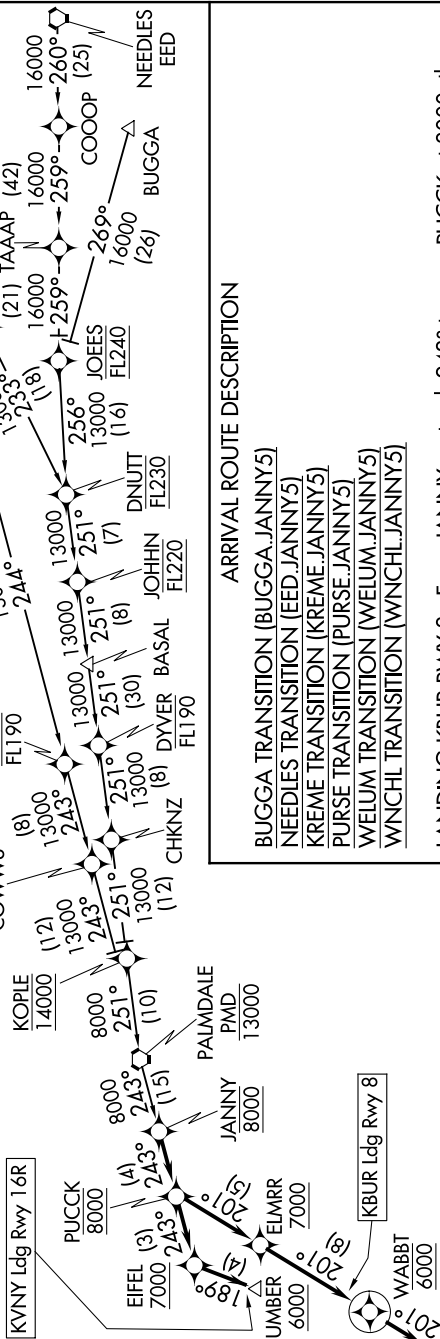 NEEDLES
EED
16000
260°
(25)
COOOP
BUGGA
(42)
16000
259°
TAAAP
(21)
16000
259°
269°
16000
(26)
JOEES
FL240
(18)
256°
13000
(16)
DNUTT
FL230
13000
251°
(7)
JOHHN
FL220
13000
251°
(8)
BASAL
13000
251°
(30)
DYVER
FL190
244°
FL190
(8)
13000
243°
251°
13000
(8)
CHKNZ
(12)
13000
243°
251°
13000
(12)
KOPLE
14000
8000
251°
(10)
PALMDALE
PMD
13000
8000
243°
(15)
JANNY
8000
(4)
243°
PUCCK
8000
(3)
243°
EIFEL
7000
189°
(4)
UMBER
6000
KVNY Ldg Rwy 16R
201°
(5)
ELMRR
7000
201°
(8)
KBUR Ldg Rwy 8
WABBT
6000
201°
ARRIVAL ROUTE DESCRIPTION
BUGGA TRANSITION (BUGGA.JANNY5)
NEEDLES TRANSITION (EED.JANNY5)
KREME TRANSITION (KREME.JANNY5)
PURSE TRANSITION (PURSE.JANNY5)
WELUM TRANSITION (WELUM.JANNY5)
WNCHL TRANSITION (WNCHL.JANNY5)